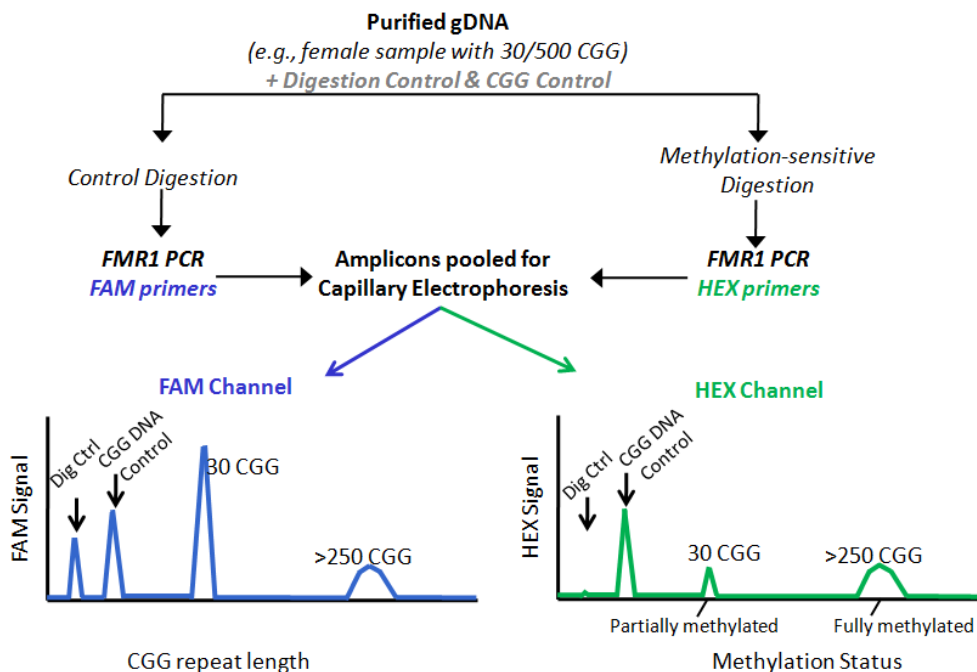 Purified gDNA
(e.g., female sample with 30/500 CGG)
+ Digestion Control & CGG Control
Control Digestion
Methylation-sensitive
Digestion
FMR1 PCR
FAM primers
Amplicons pooled for
Capillary Electrophoresis
FMR1 PCR
HEX primers
FAM Channel
HEX Channel
FAM Signal
Dig Ctrl
CGG DNA
Control
30 CGG
>250 CGG
CGG repeat length
HEX Signal
Dig Ctrl
CGG DNA
Control
30 CGG
>250 CGG
Partially methylated
Fully methylated
Methylation Status